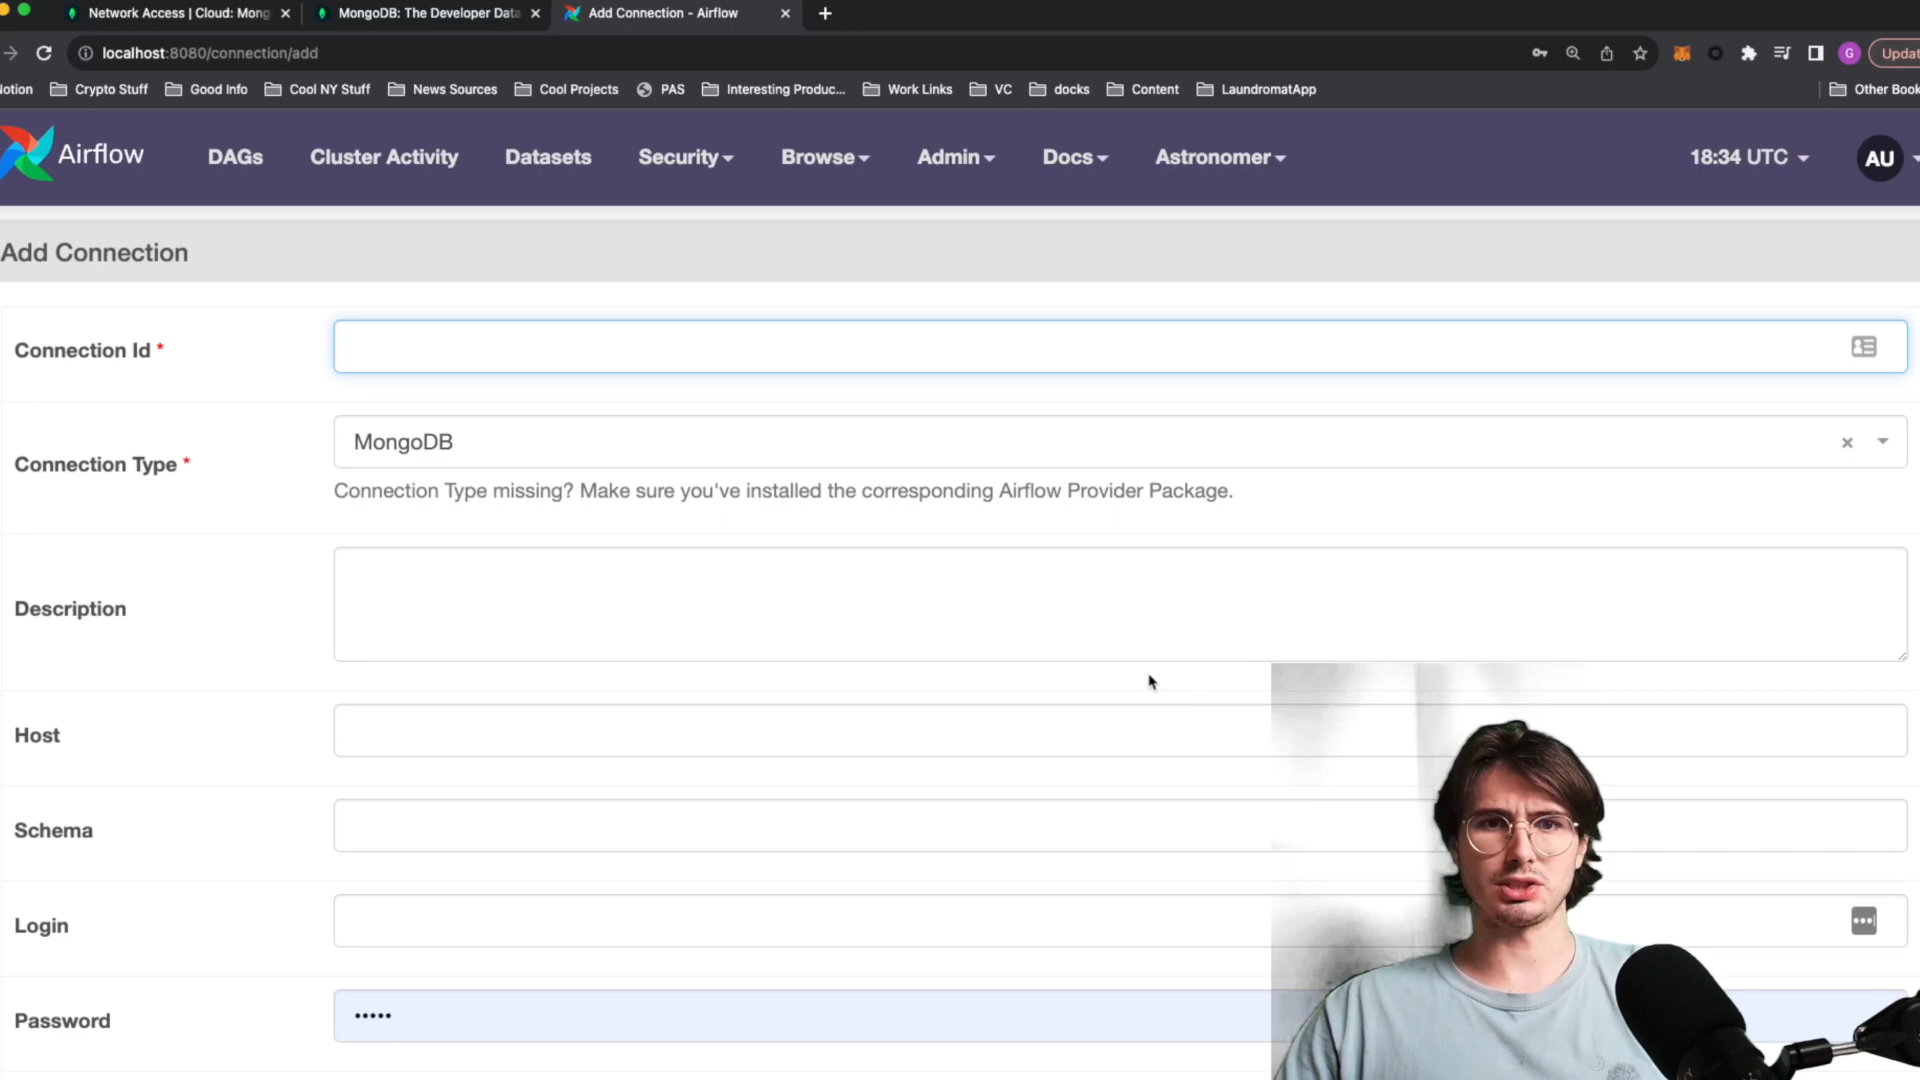 Network Access | Cloud: Mong
MongoDB: The Developer Data
Add Connection - Airflow
localhost:8080/connection/add
G
Updat
Notion
Crypto Stuff
Good Info
Cool NY Stuff
News Sources
Cool Projects
PAS
Interesting Produc...
Work Links
VC
docks
Content
LaundromatApp
Other Book
Airflow
DAGs
Cluster Activity
Datasets
Security
Browse
Admin
Docs
Astronomer
18:34 UTC
AU
Add Connection
Connection Id *
Connection Type *
MongoDB
Connection Type missing? Make sure you've installed the corresponding Airflow Provider Package.
Description
Host
Schema
Login
Password
•••••